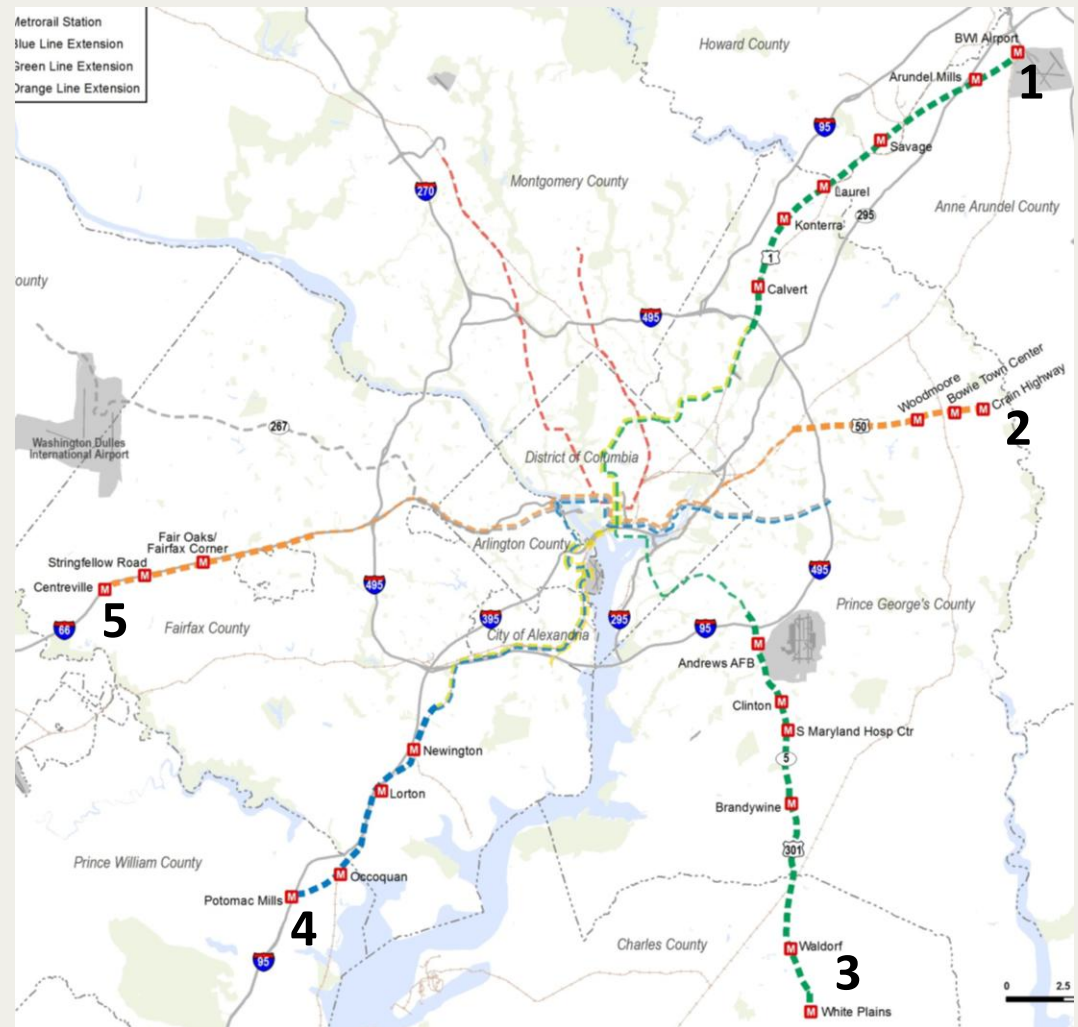 Metrorail Station
Blue Line Extension
Green Line Extension
Orange Line Extension
Howard County
BWI Airport
1
Arundel Mills
95
Savage
270
Montgomery County
Laurel
Anne Arundel County
295
Konterra
1
ounty
Calvert
495
Woodmoore
Bowie Town Center
Crain Highway
50
2
267
Washington Dulles
International Airport
District of Columbia
Fair Oaks/
Fairfax Corner
Arlington County
Stringfellow Road
Centreville
495
495
5
66
Fairfax County
395
295
95
Prince George's County
City of Alexandria
Andrews AFB
Clinton
S Maryland Hosp Ctr
Newington
5
Lorton
Brandywine
301
Prince William County
Occoquan
Potomac Mills
4
95
Charles County
Waldorf
3
White Plains
0 2.5